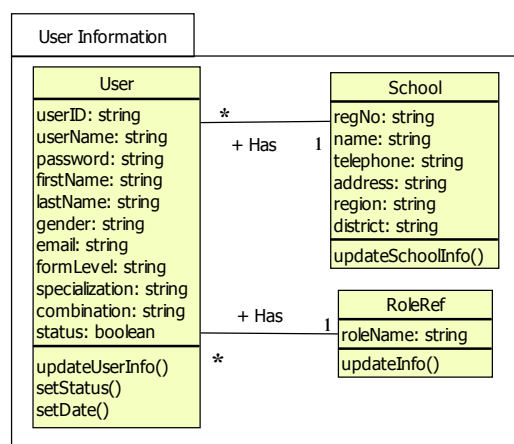 User Information
User
userID: string
userName: string
password: string
firstName: string
lastName: string
gender: string
email: string
formLevel: string
specialization: string
combination: string
status: boolean
updateUserInfo()
setStatus()
setDate()
*
+ Has
1
School
regNo: string
name: string
telephone: string
address: string
region: string
district: string
updateSchoolInfo()
+ Has
1
*
RoleRef
roleName: string
updateInfo()